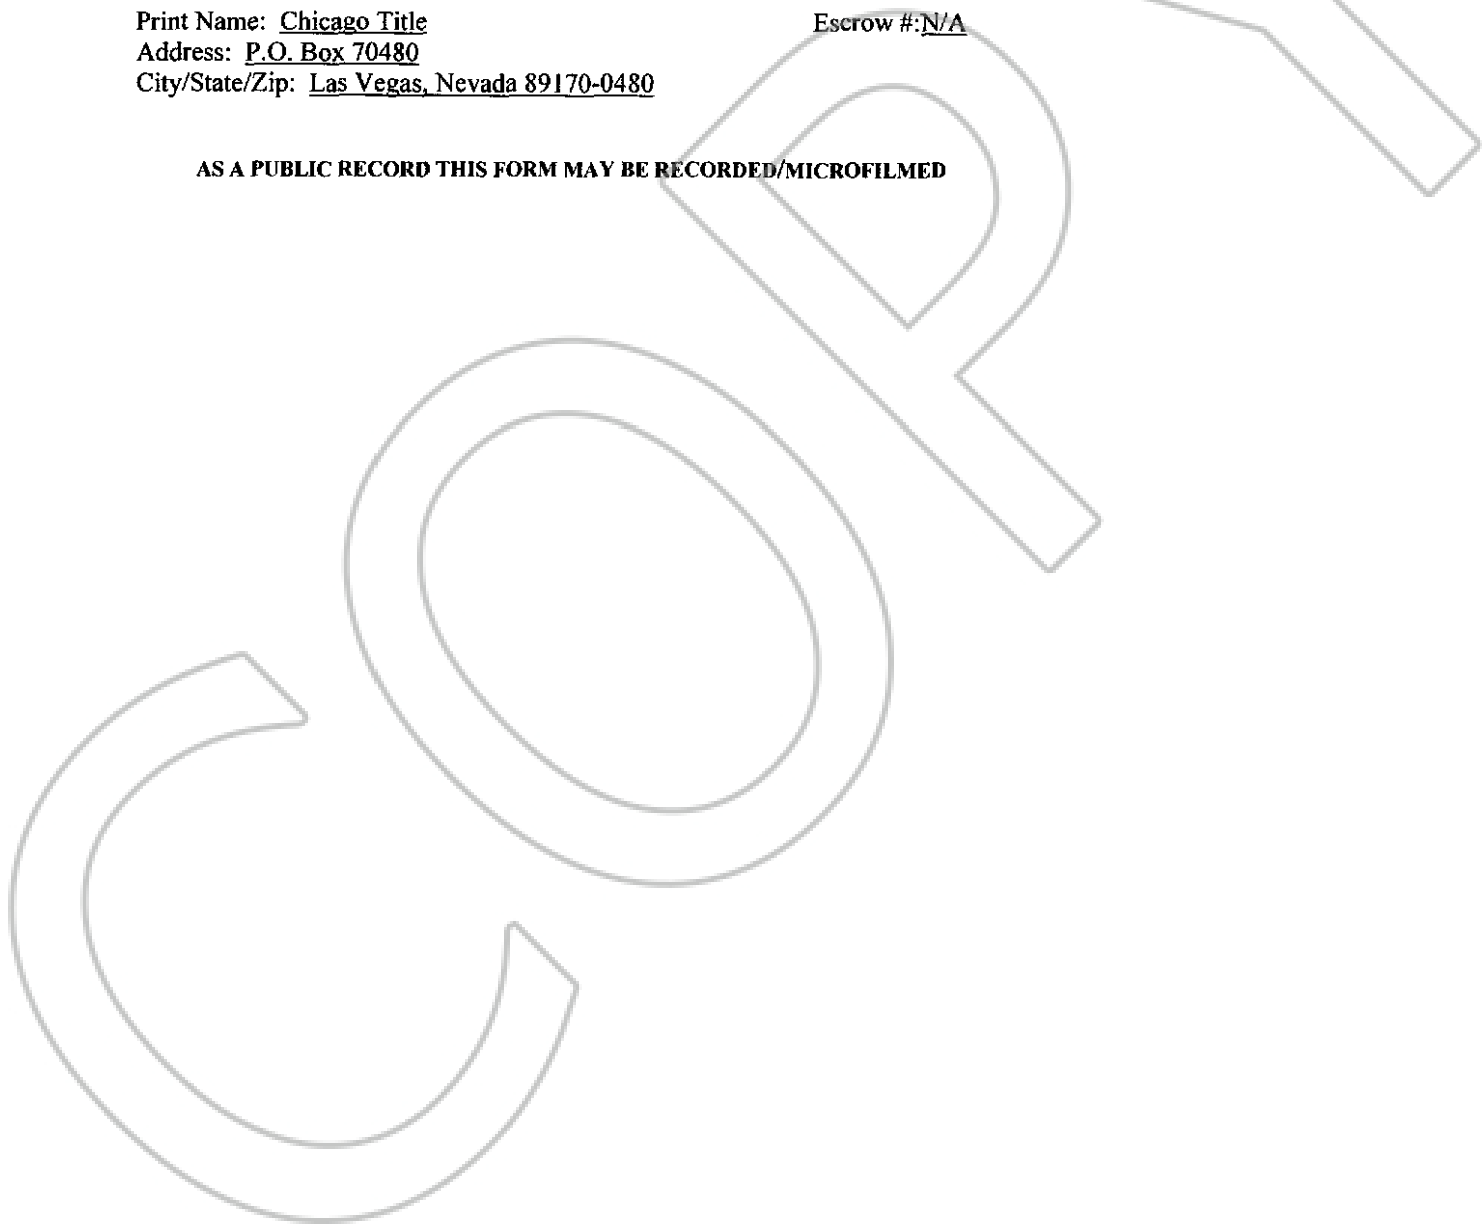 Print Name: Chicago Title Escrow #:N/A
Address: P.O. Box 70480
City/State/Zip: Las Vegas, Nevada 89170-0480
AS A PUBLIC RECORD THIS FORM MAY BE RECORDED/MICROFILMED
COPY